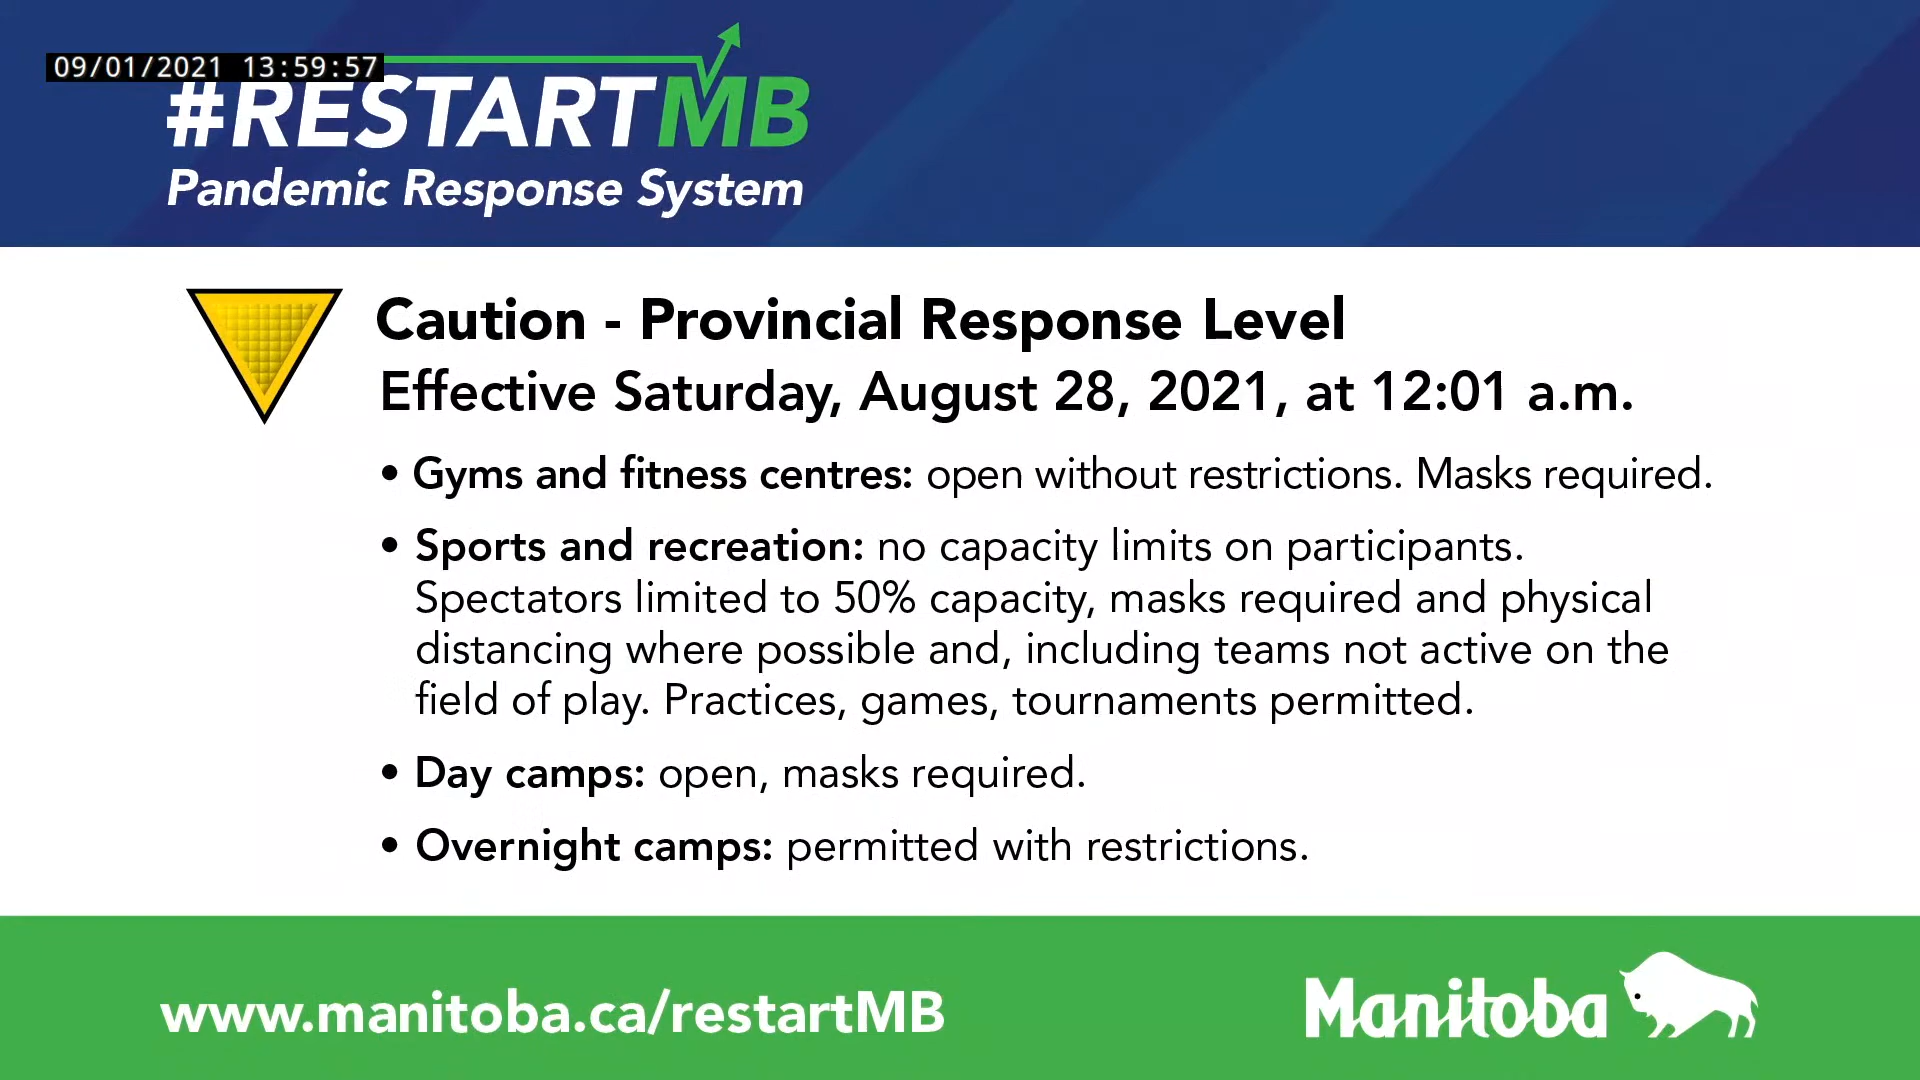 09/01/2021 13:59:57
#RESTARTMB
Pandemic Response System
Caution - Provincial Response Level
Effective Saturday, August 28, 2021, at 12:01 a.m.
• Gyms and fitness centres: open without restrictions. Masks required.
• Sports and recreation: no capacity limits on participants.
Spectators limited to 50% capacity, masks required and physical
distancing where possible and, including teams not active on the
field of play. Practices, games, tournaments permitted.
• Day camps: open, masks required.
• Overnight camps: permitted with restrictions.
www.manitoba.ca/restartMB
Manitoba